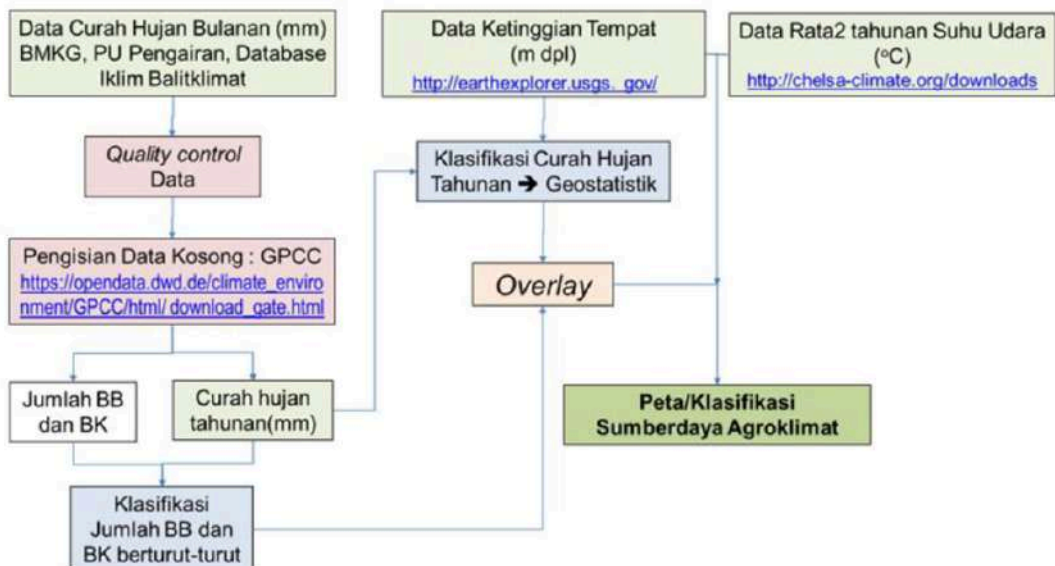 Data Curah Hujan Bulanan (mm)
BMKG, PU Pengairan, Database
Iklim Balitklimat
Data Ketinggian Tempat
(m dpl)
http://earthexplorer.usgs. gov/
Data Rata2 tahunan Suhu Udara
(°C)
http://chelsa-climate.org/downloads
Quality control
Data
Klasifikasi Curah Hujan
Tahunan ➔ Geostatistik
Pengisian Data Kosong : GPCC
https://opendata.dwd.de/climate_enviro
nment/GPCC/html/ download_gate.html
Overlay
Jumlah BB
dan BK
Curah hujan
tahunan(mm)
Peta/Klasifikasi
Sumberdaya Agroklimat
Klasifikasi
Jumlah BB dan
BK berturut-turut